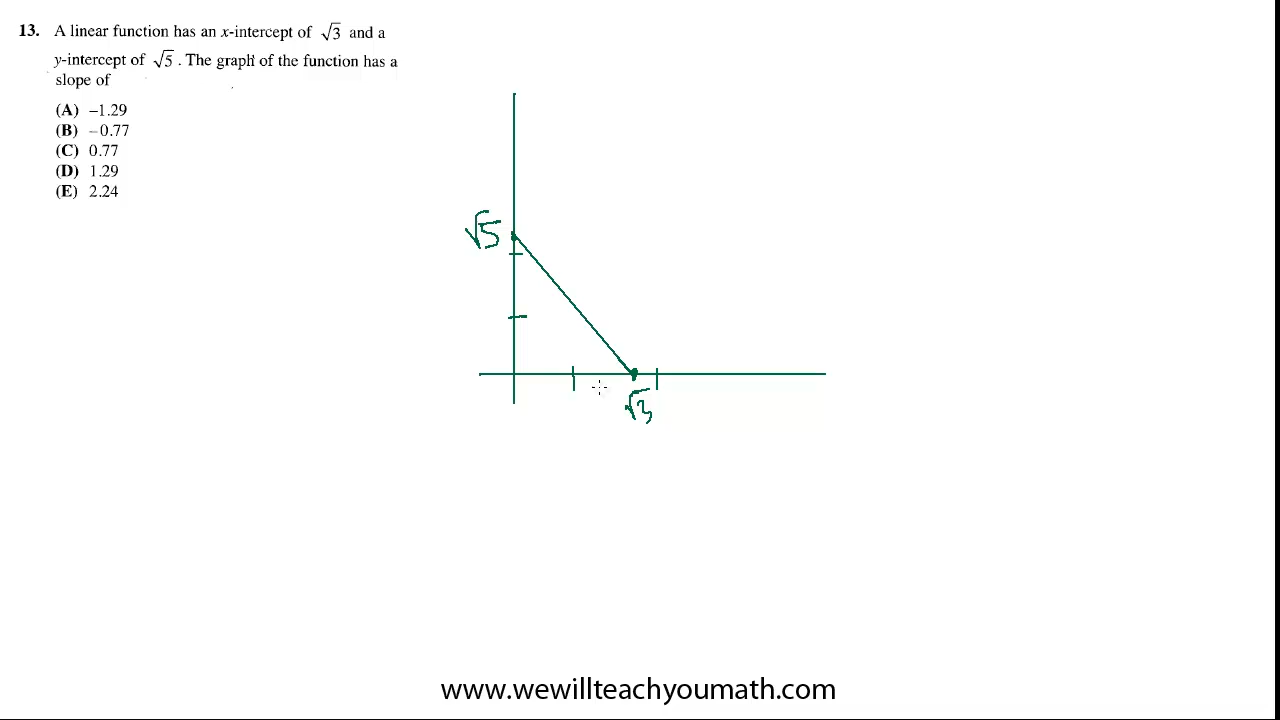 13. A linear function has an x-intercept of √3 and a
y-intercept of √5 . The graph of the function has a
slope of
(A) −1.29
(B) −0.77
(C) 0.77
(D) 1.29
(E) 2.24
√5
√3
www.wewillteachyoumath.com